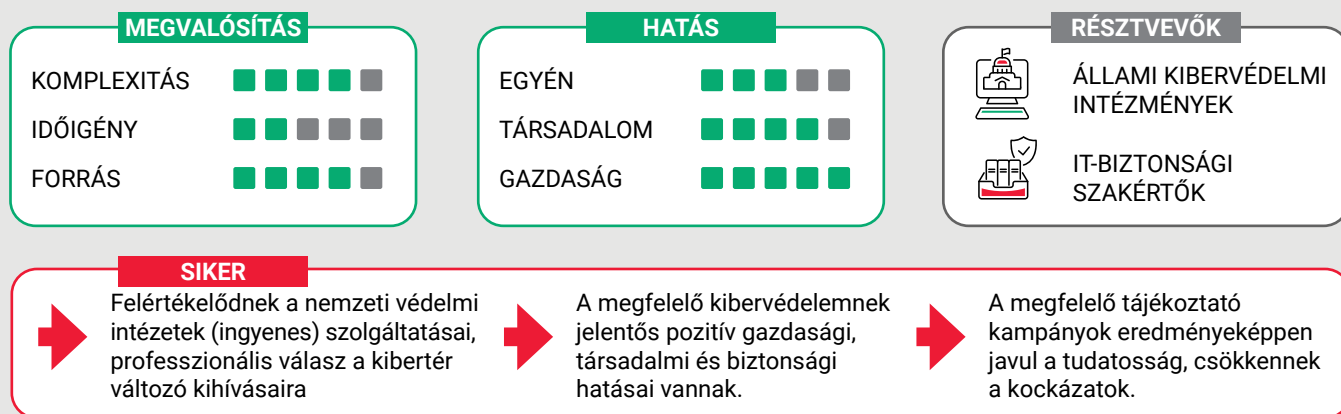 MEGVALÓSÍTÁS
KOMPLEXITÁS
IDŐIGÉNY
FORRÁS
HATÁS
EGYÉN
TÁRSADALOM
GAZDASÁG
RÉSZTVEVŐK
ÁLLAMI KIBERVÉDELMI
INTÉZMÉNYEK
IT-BIZTONSÁGI
SZAKÉRTŐK
SIKER
Felértékelődnek a nemzeti védelmi
intézetek (ingyenes) szolgáltatásai,
professzionális válasz a kibertér
változó kihívásaira
A megfelelő kibervédelemnek
jelentős pozitív gazdasági,
társadalmi és biztonsági
hatásai vannak.
A megfelelő tájékoztató
kampányok eredményeképpen
javul a tudatosság, csökkennek
a kockázatok.